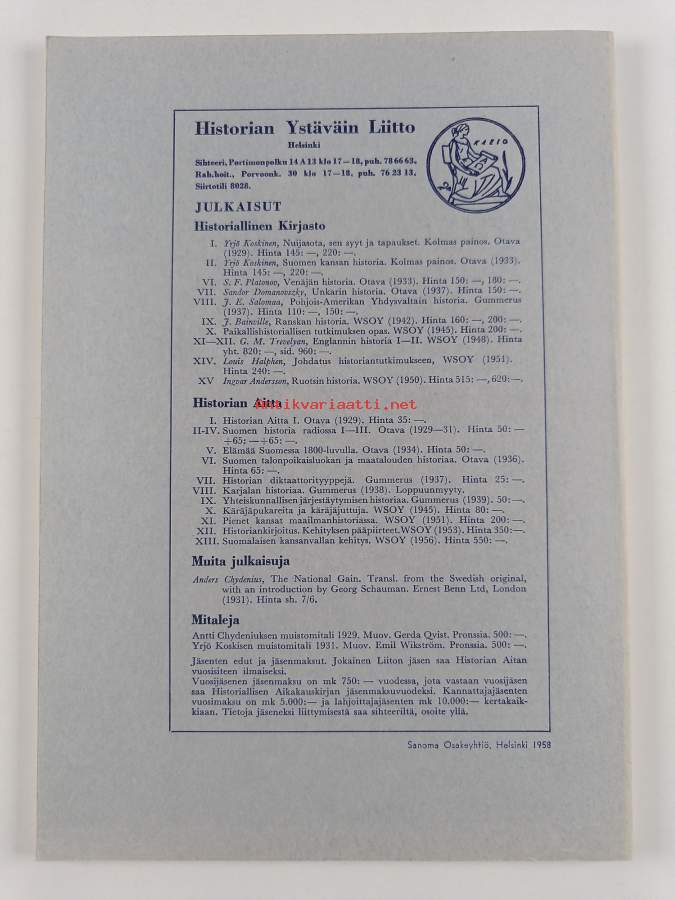 Historian Ystäväin Liitto
Helsinki
Sihteeri, Portimonpolku 14 A 13 klo 17—18, puh. 78 66 63,
Rah.hoit., Porvoonk. 30 klo 17—18, puh. 76 23 13,
Siirtotili 8028.
KLEIO
JULKAISUT
Historiallinen Kirjasto
I. Yrjö Koskinen, Nuijasota, sen syyt ja tapaukset. Kolmas painos. Otava
(1929). Hinta 145: —, 220: —.
II. Yrjö Koskinen, Suomen kansan historia. Kolmas painos. Otava (1933).
Hinta 145: —, 220: —.
VI. S. F. Platonov, Venäjän historia. Otava (1933). Hinta 150: —, 180: —.
VII. Sandor Domanovszky, Unkarin historia. Otava (1937). Hinta 150: —.
VIII. J. E. Salomaa, Pohjois-Amerikan Yhdysvaltain historia. Gummerus
(1937). Hinta 110: —, 150: —.
IX. J. Bainville, Ranskan historia. WSOY (1942). Hinta 160: —, 200: —.
X. Paikallishistoriallisen tutkimuksen opas. WSOY (1945). Hinta 200: —.
XI—XII. G. M. Trevelyan, Englannin historia I—II. WSOY (1948). Hinta
yht. 820: —, sid. 960: —.
XIV. Louis Halphen, Johdatus historiantutkimukseen, WSOY (1951).
Hinta 240: —.
XV Ingvar Andersson, Ruotsin historia. WSOY (1950). Hinta 515: —, 620: —.
Historian Aitta
antikvariaatti.net
I. Historian Aitta I. Otava (1929). Hinta 35: —.
II-IV. Suomen historia radiossa I—III. Otava (1929—31). Hinta 50: —
+65: —+65: —.
V. Elämää Suomessa 1800-luvulla. Otava (1934). Hinta 50: —.
VI. Suomen talonpoikaisluokan ja maatalouden historiaa. Otava (1936).
Hinta 65: —.
VII. Historian diktaattorityyppejä. Gummerus (1937). Hinta 25: —.
VIII. Karjalan historiaa. Gummerus (1938). Loppuunmyyty.
IX. Yhteiskunnallisen järjestäytymisen historiaa. Gummerus (1939). 50: —.
X. Käräjäpukareita ja käräjäjuttuja. WSOY (1945). Hinta 80: —.
XI. Pienet kansat maailmanhistoriassa. WSOY (1951). Hinta 200: —.
XII. Historiankirjoitus. Kehityksen pääpiirteet. WSOY (1953). Hinta 350: —.
XIII. Suomalaisen kansanvallan kehitys. WSOY (1956). Hinta 550: —.
Muita julkaisuja
Anders Chydenius, The National Gain. Transl. from the Swedish original,
with an introduction by Georg Schauman. Ernest Benn Ltd, London
(1931). Hinta sh. 7/6.
Mitaleja
Antti Chydeniuksen muistomitali 1929. Muov. Gerda Qvist. Pronssia. 500: —.
Yrjö Koskisen muistomitali 1931. Muov. Emil Wikström. Pronssia. 500: —.
Jäsenten edut ja jäsenmaksut. Jokainen Liiton jäsen saa Historian Aitan
vuosisiteen ilmaiseksi.
Vuosijäsenen jäsenmaksu on mk 750: — vuodessa, jota vastaan vuosijäsen
saa Historiallisen Aikakauskirjan jäsenmaksuvuodeksi. Kannattajajäsenten
vuosimaksu on mk 5.000: — ja lahjoittajajäsenten mk 10.000: — kertakaik-
kiaan. Tietoja jäseneksi liittymisestä saa sihteeriltä, osoite yllä.
Sanoma Osakeyhtiö, Helsinki 1958